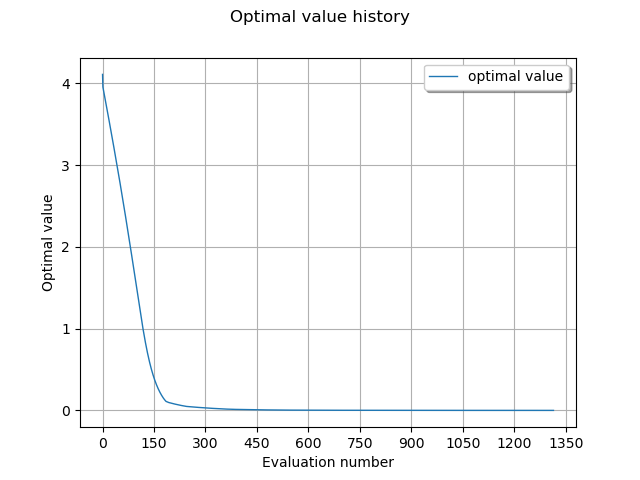 Optimal value history
optimal value
4
3
2
1
0
Optimal value
0 150 300 450 600 750 900 1050 1200 1350
Evaluation number